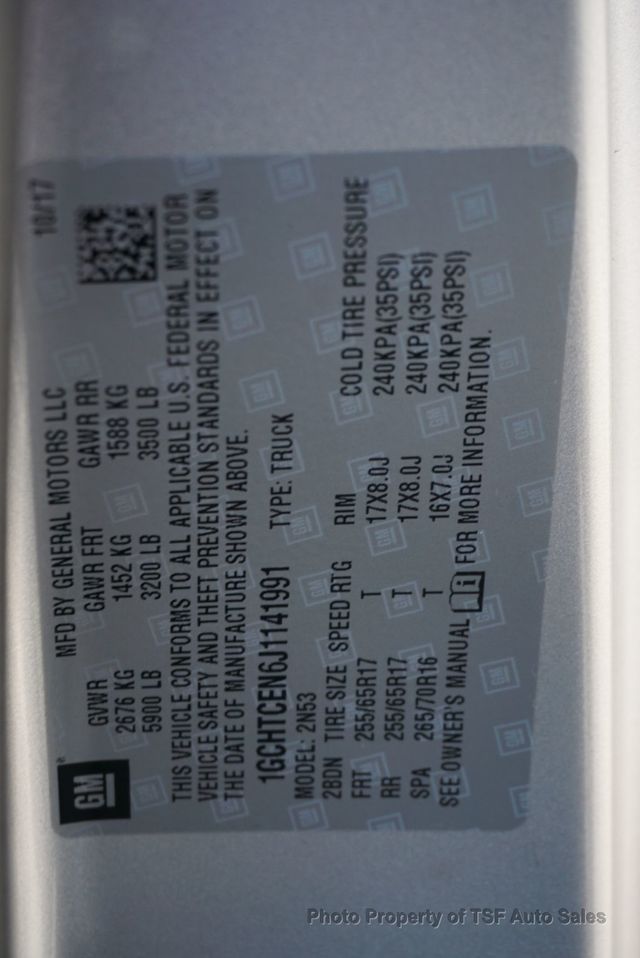 MFD BY GENERAL MOTORS LLC 10/17
GM
GVWR GAWR FRT GAWR RR
2676 KG 1452 KG 1588 KG
5900 LB 3200 LB 3500 LB
THIS VEHICLE CONFORMS TO ALL APPLICABLE U.S. FEDERAL MOTOR
VEHICLE SAFETY AND THEFT PREVENTION STANDARDS IN EFFECT ON
THE DATE OF MANUFACTURE SHOWN ABOVE.
1GCHTCEN6J1141991 TYPE: TRUCK
MODEL: 2N53
2BDN TIRE SIZE SPEED RTG RIM COLD TIRE PRESSURE
FRT 255/65R17 T 17X8.0J 240KPA(35PSI)
RR 255/65R17 T 17X8.0J 240KPA(35PSI)
SPA 265/70R16 T 16X7.0J 240KPA(35PSI)
SEE OWNER'S MANUAL i FOR MORE INFORMATION.
Photo Property of TSF Auto Sales